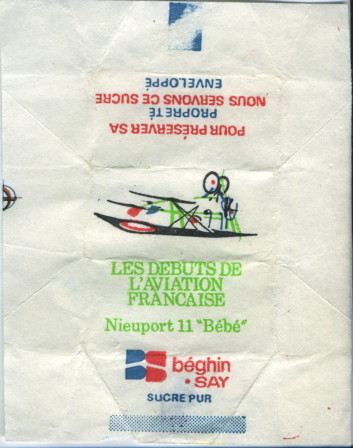 POUR PRÉSERVER SA
PROPRETÉ
NOUS SERVONS CE SUCRE
ENVELOPPÉ
LES DEBUTS DE
L'AVIATION
FRANCAISE
Nieuport 11 "Bébé"
béghin
SAY
SUCRE PUR